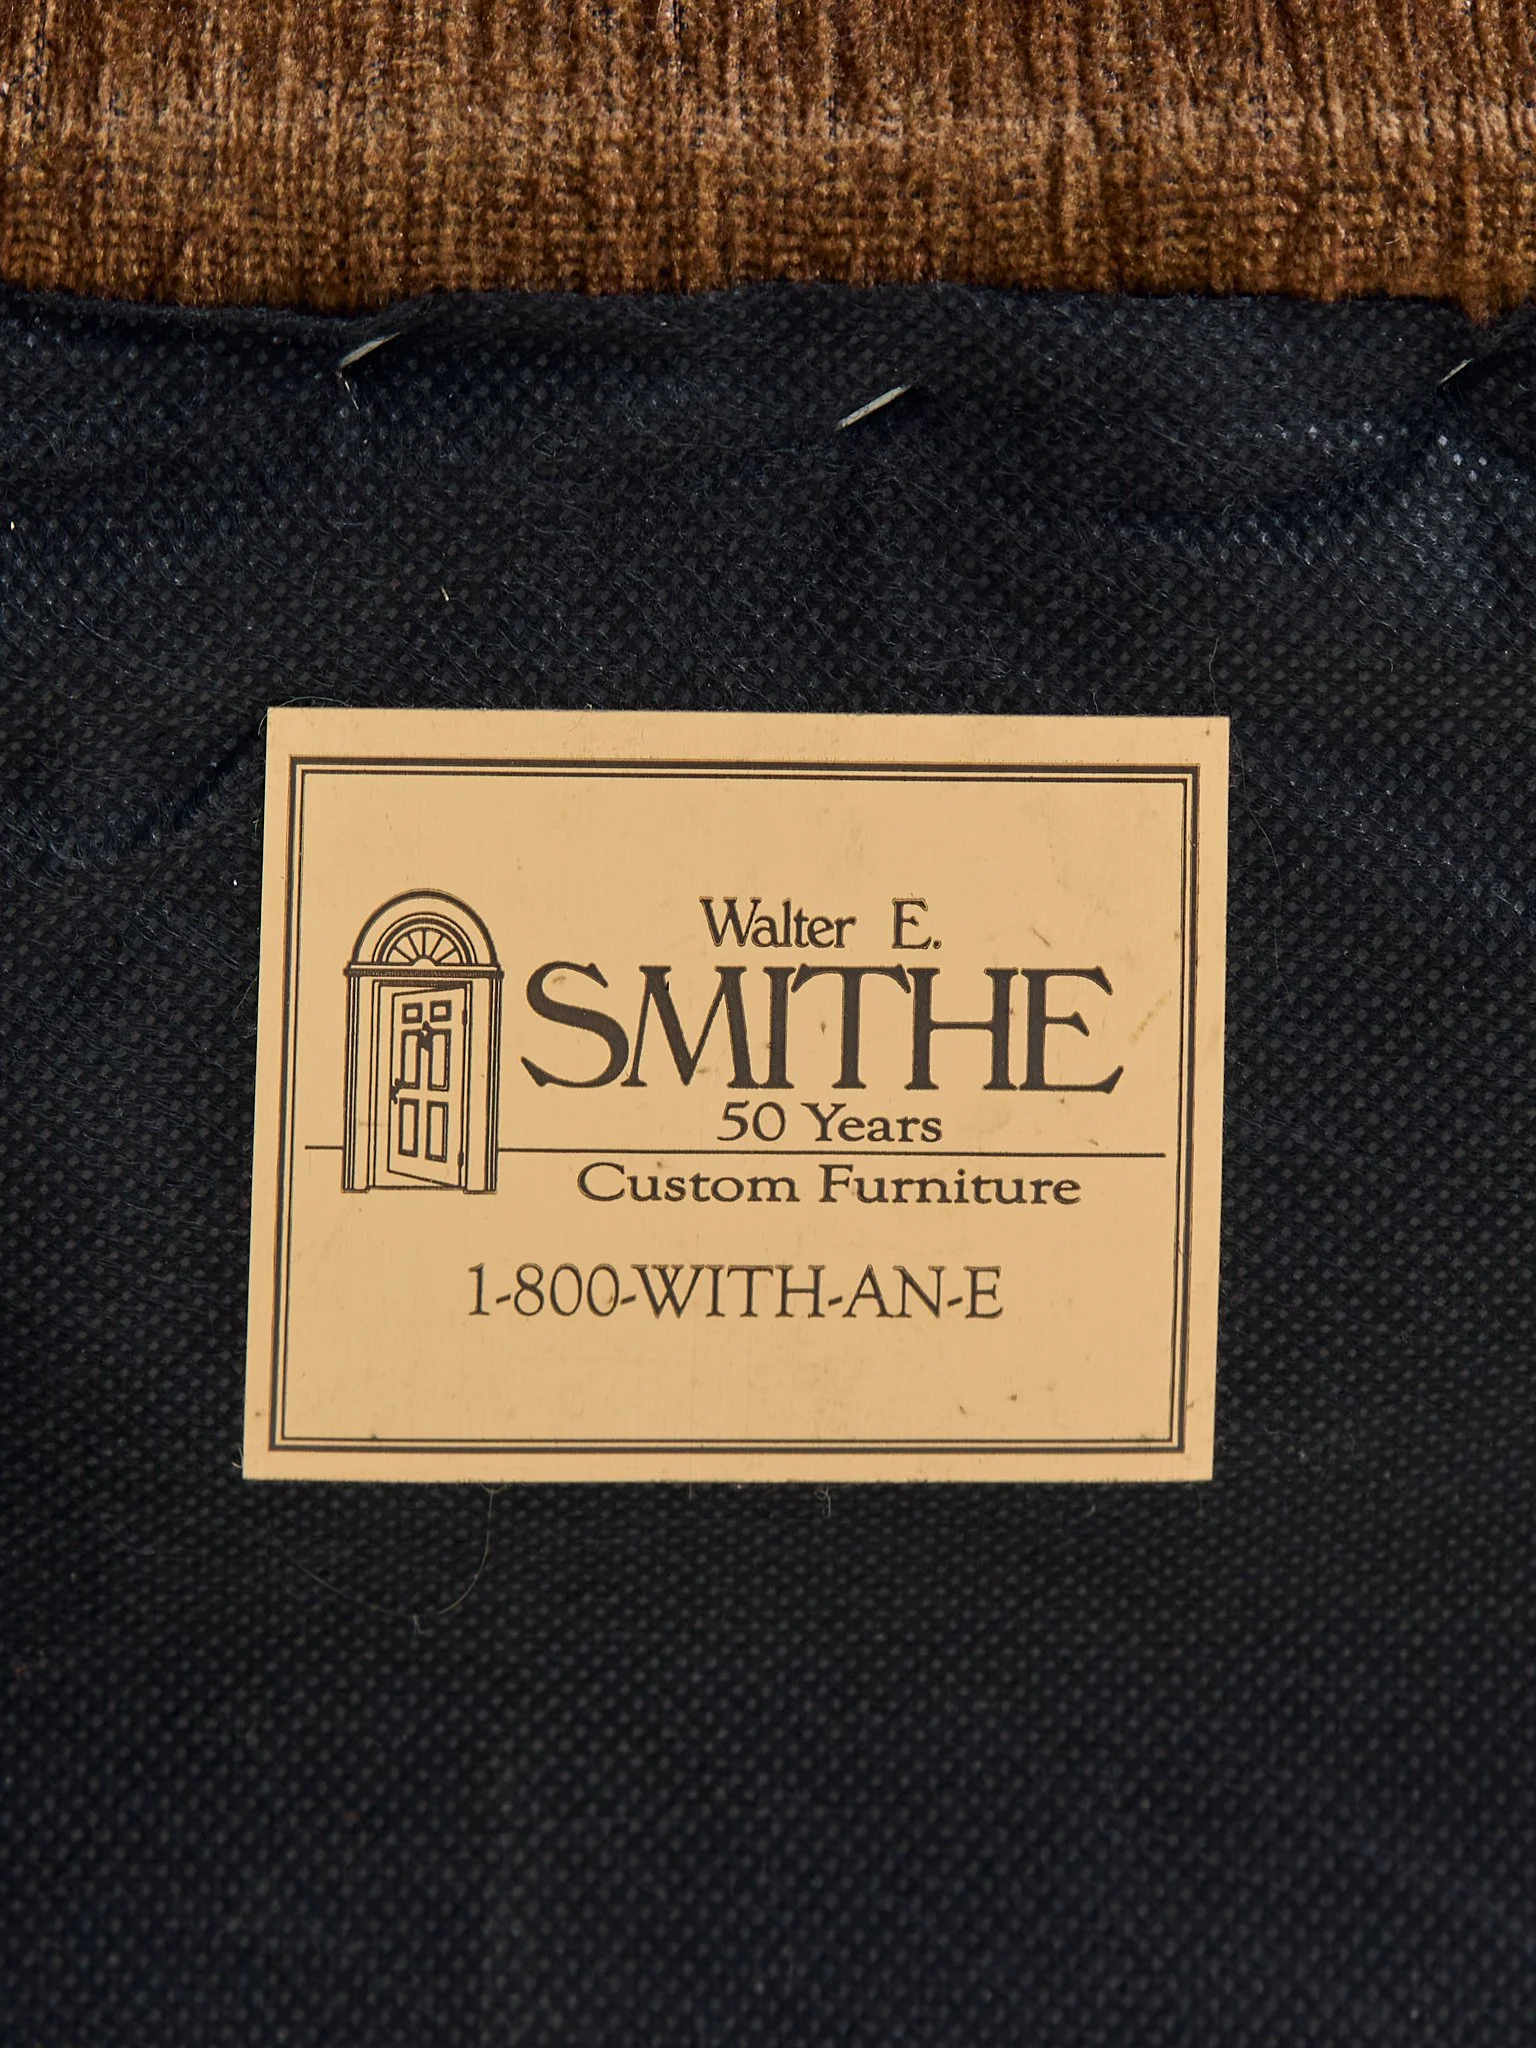 Walter E.
SMITHE
50 Years
Custom Furniture
1-800-WITH-AN-E